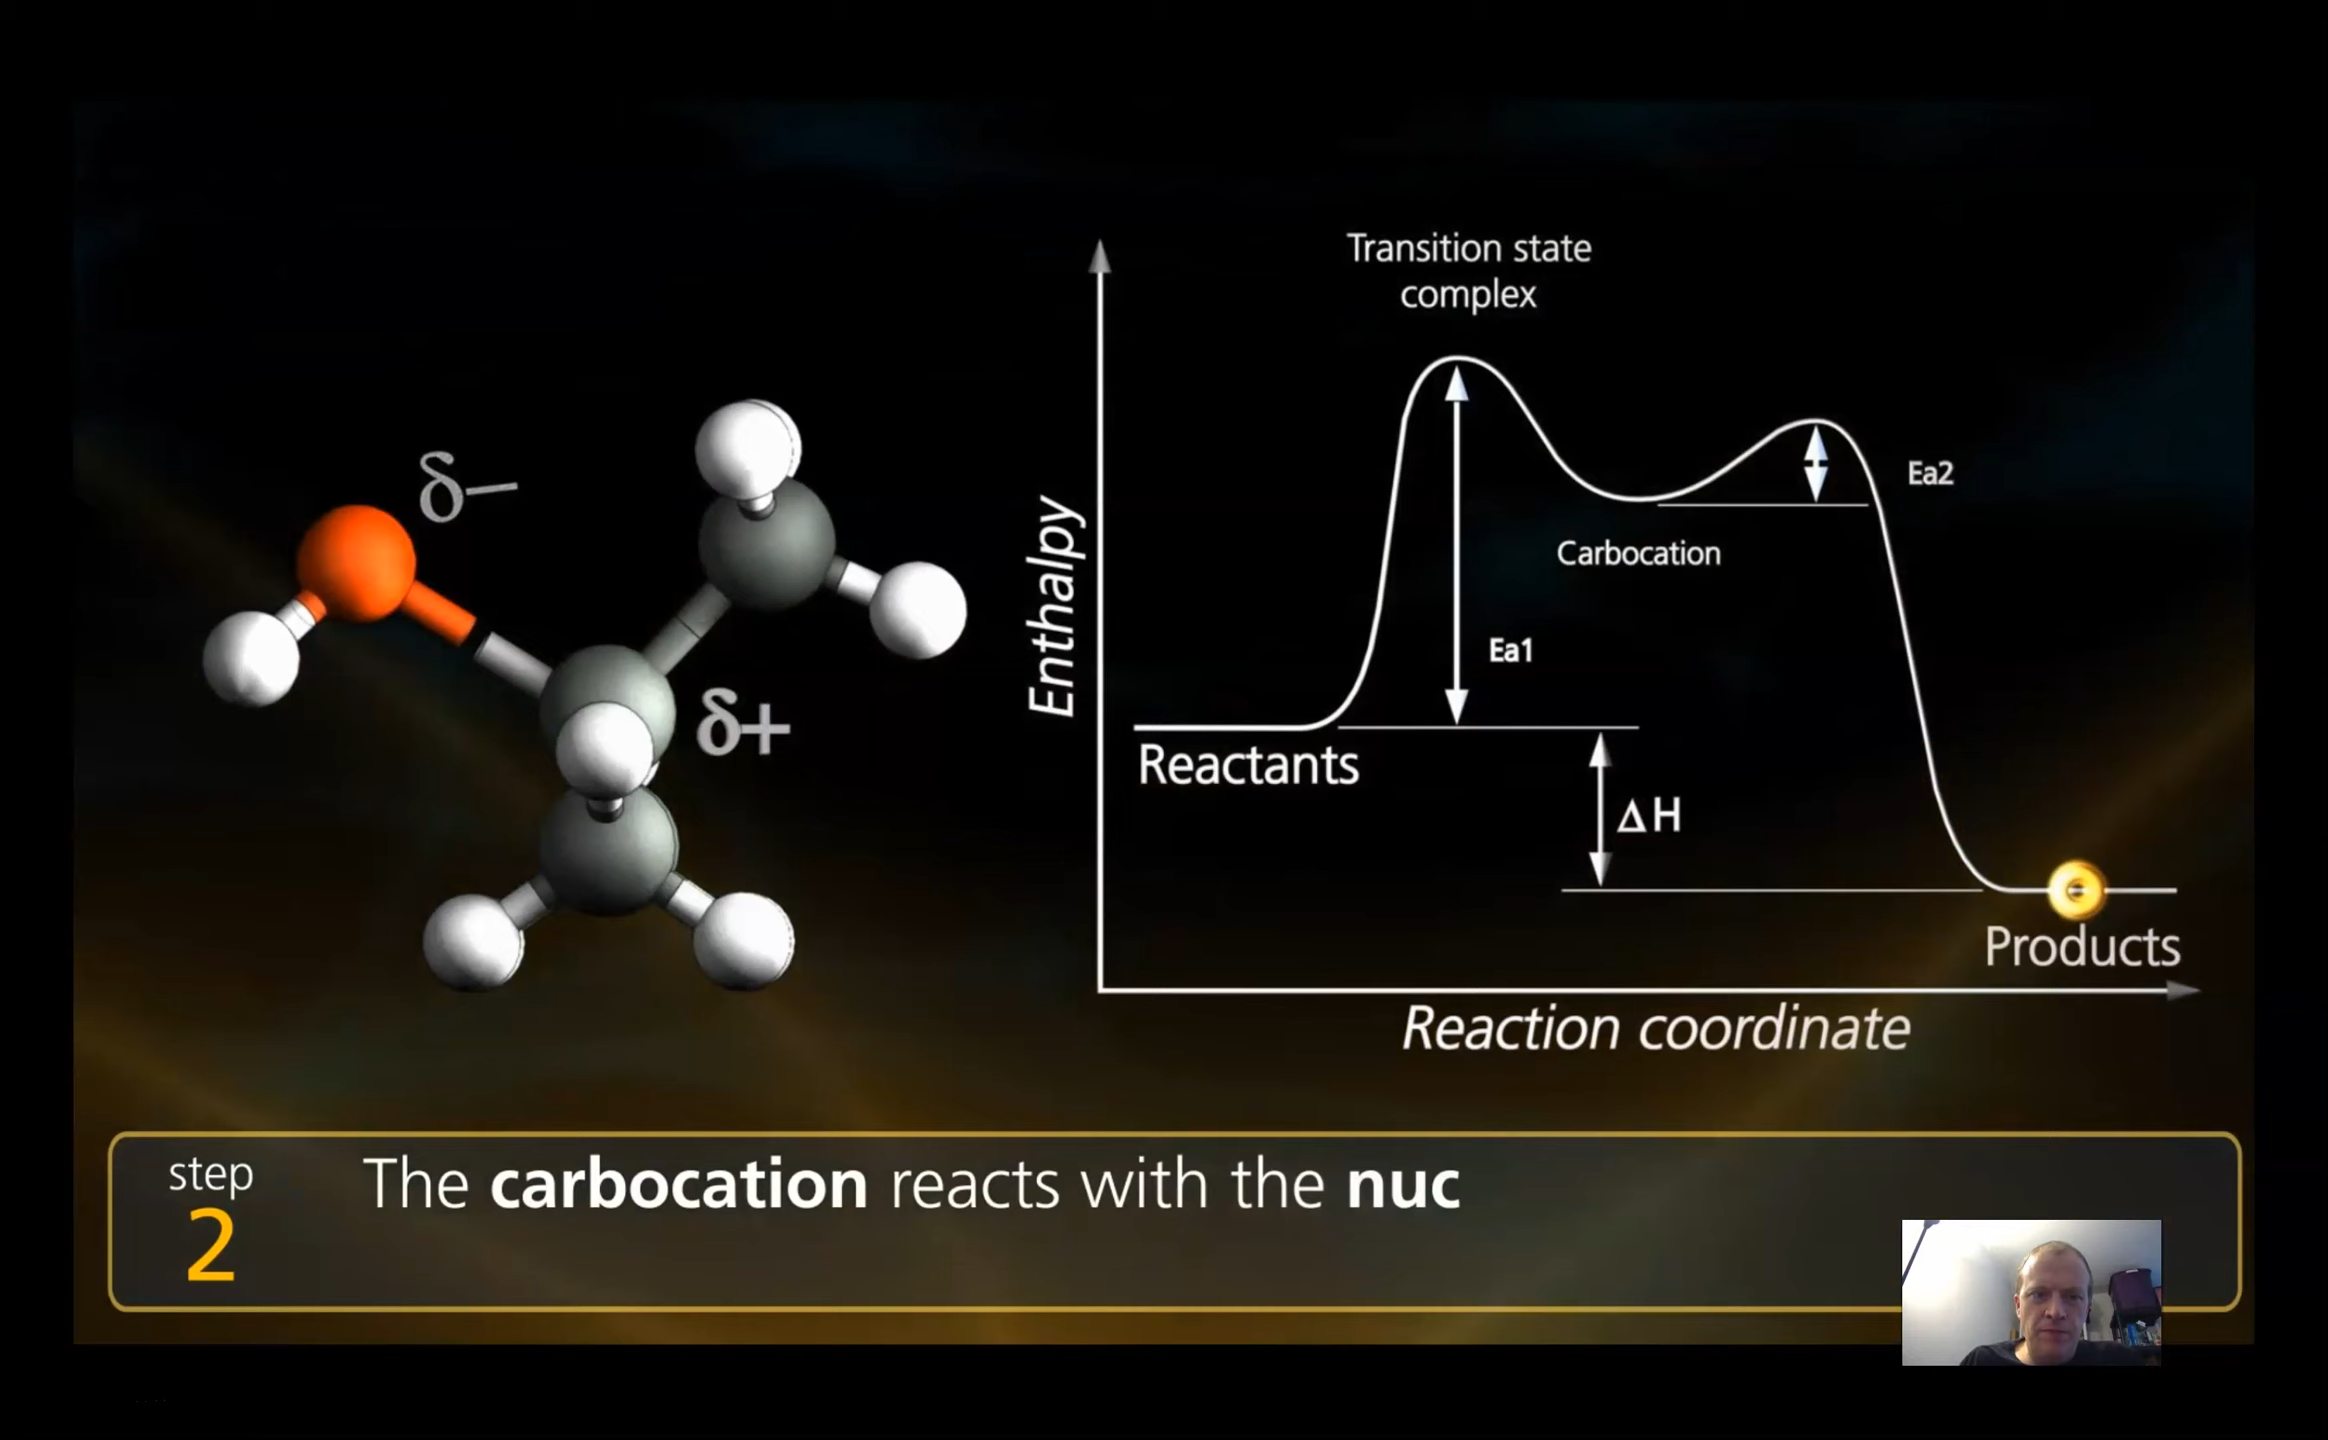 δ−
δ+
Transition state
complex
Enthalpy
Ea2
Carbocation
Ea1
Reactants
ΔH
Products
Reaction coordinate
step
2
The carbocation reacts with the nuc